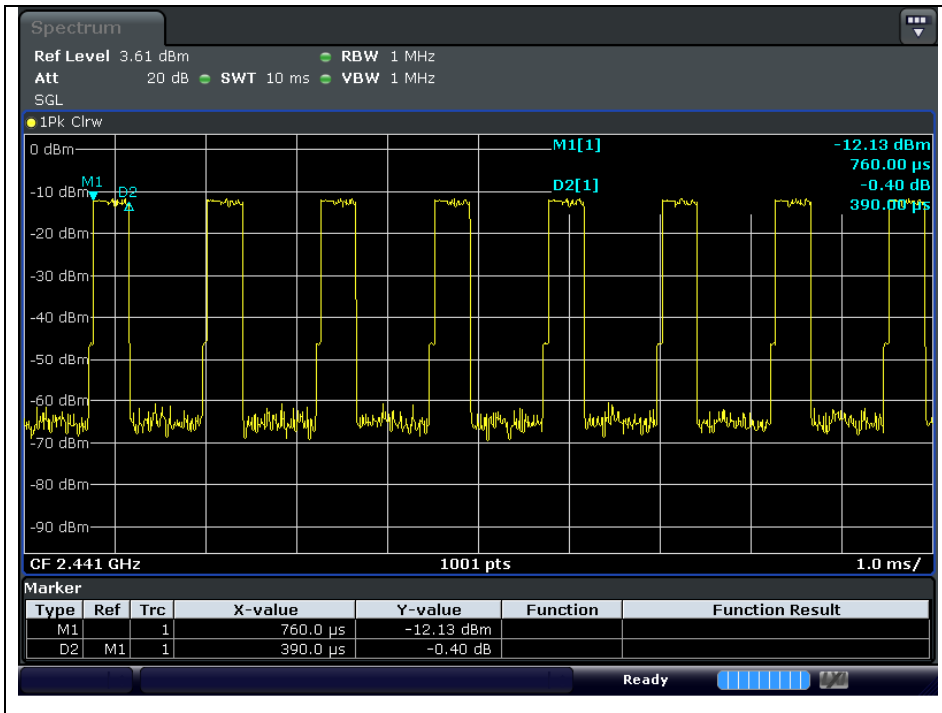 Spectrum
Ref Level 3.61 dBm RBW 1 MHz
Att 20 dB SWT 10 ms VBW 1 MHz
SGL
1Pk Clrw
0 dBm M1[1] -12.13 dBm
760.00 µs
-10 dBm M1 D2 D2[1] -0.40 dB
390.00 µs
-20 dBm
-30 dBm
-40 dBm
-50 dBm
-60 dBm
-70 dBm
-80 dBm
-90 dBm
CF 2.441 GHz 1001 pts 1.0 ms/
Marker
Type Ref Trc X-value Y-value Function Function Result
M1 1 760.0 µs -12.13 dBm
D2 M1 1 390.0 µs -0.40 dB
Ready